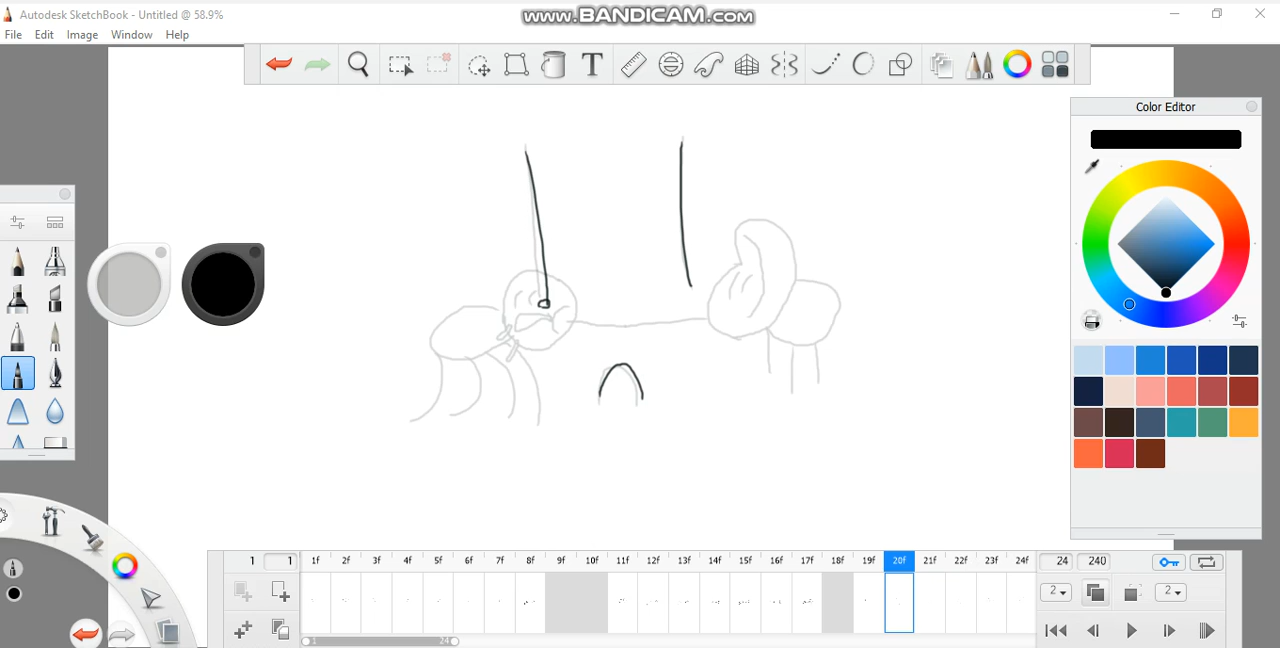 Autodesk SketchBook - Untitled @ 58.9%
www.BANDICAM.com
File Edit Image Window Help
T
Color Editor
1 1 1f 2f 3f 4f 5f 6f 7f 8f 9f 10f 11f 12f 13f 14f 15f 16f 17f 18f 19f 20f 21f 22f 23f 24f 24 240
2 2
1 24